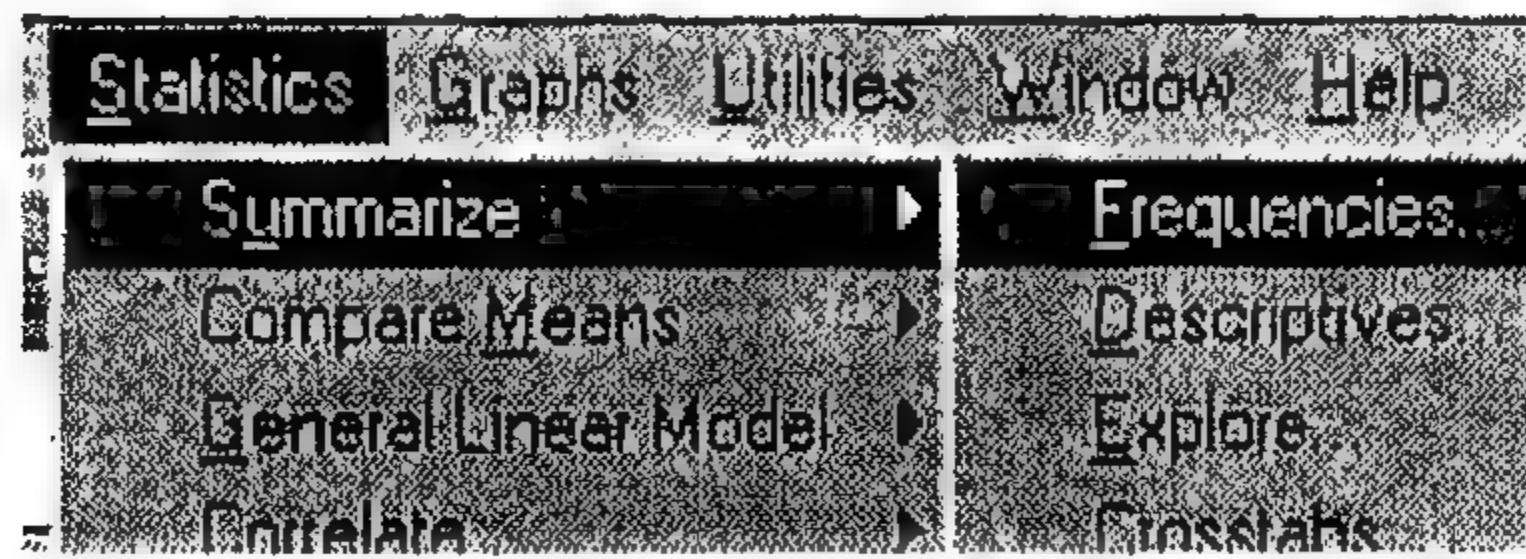 Statistics Graphs Utilities Window Help
Summarize Frequencies...
Compare Means Descriptives...
General Linear Model Explore...
Correlate Crosstabs...